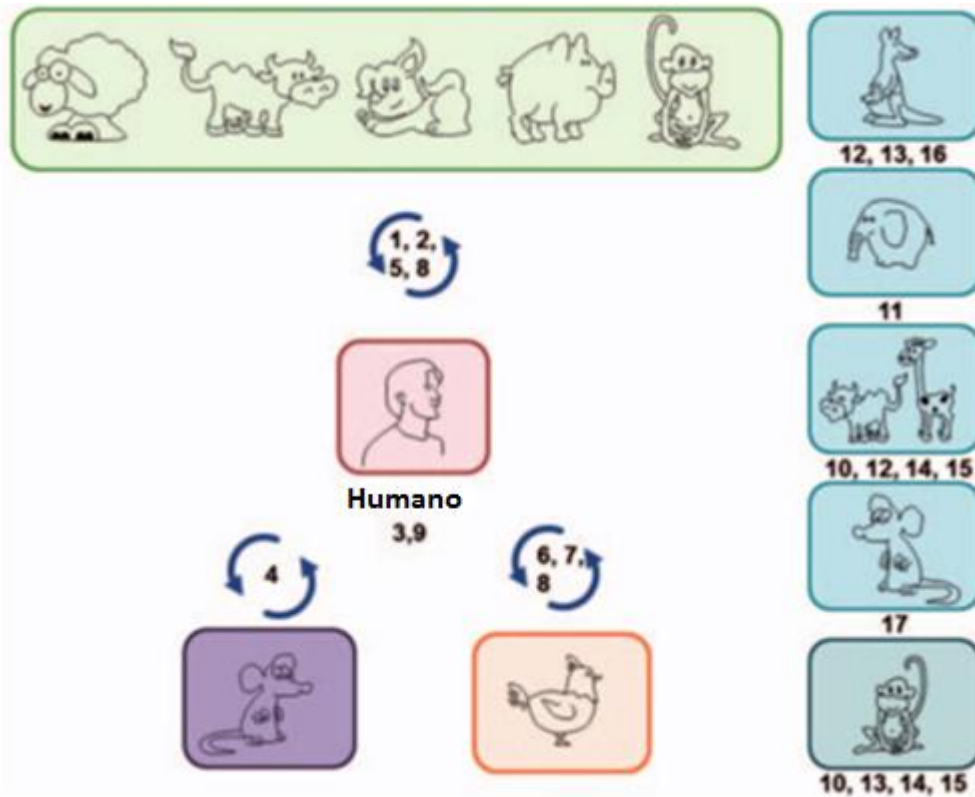 12, 13, 16
1, 2,
5, 8
11
10, 12, 14, 15
Humano
3,9
4
6, 7,
8
17
10, 13, 14, 15